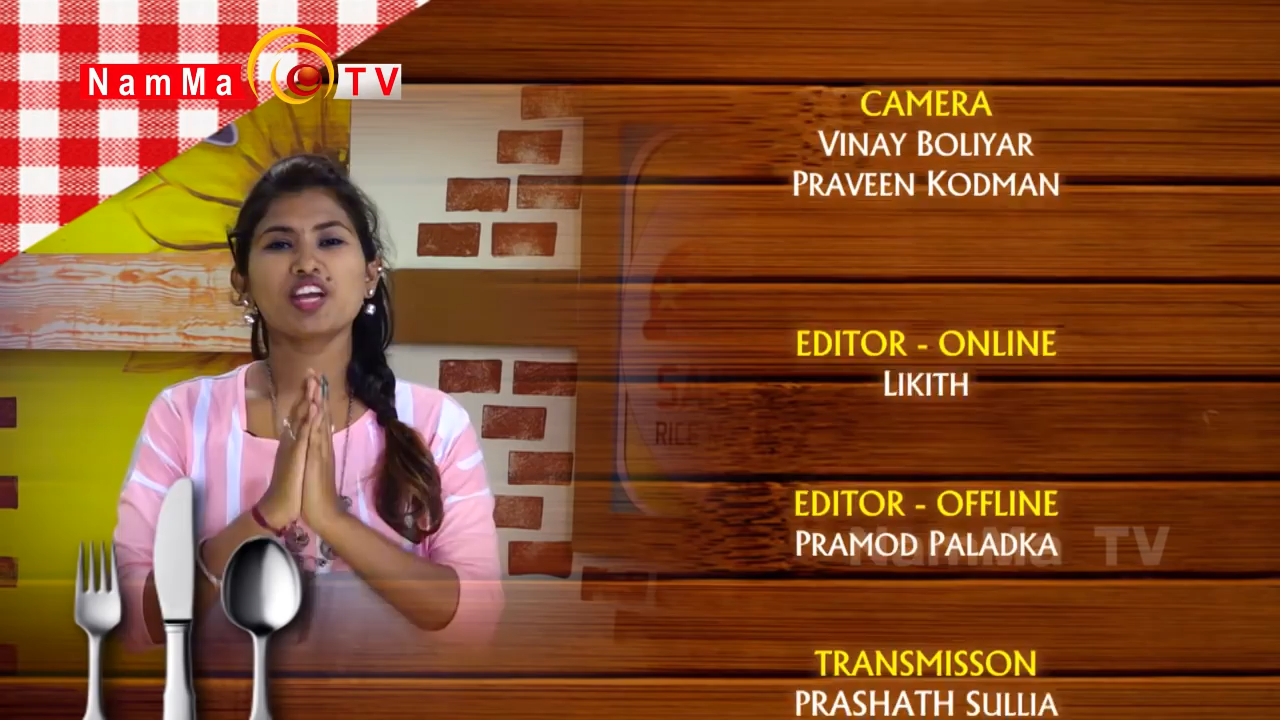 NamMa TV
CAMERA
VINAY BOLIYAR
PRAVEEN KODMAN
EDITOR - ONLINE
LIKITH
RICE
EDITOR - OFFLINE
PRAMOD PALADKA
NamMa TV
TRANSMISSON
PRASHATH SULLIA